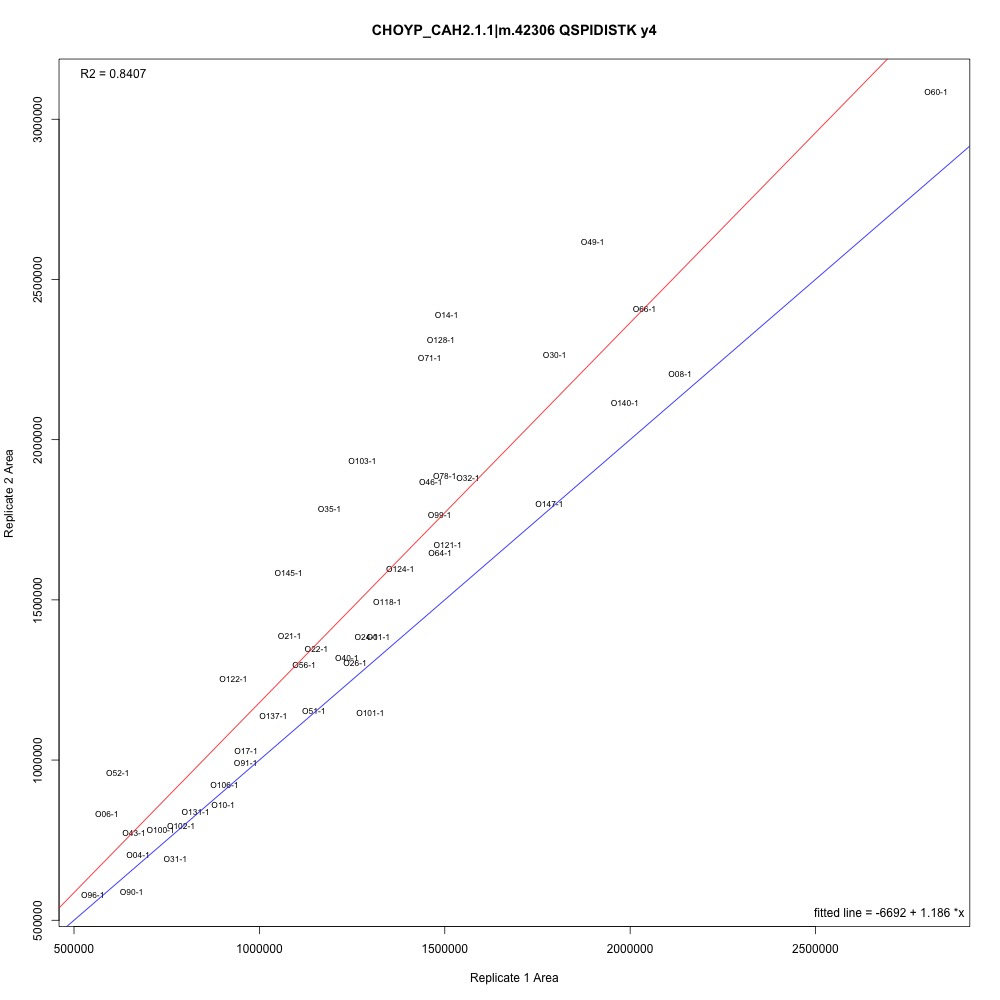 CHOYP_CAH2.1.1|m.42306 QSPIDISTK y4
R2 = 0.8407
O60-1
O49-1
O66-1
O14-1
O128-1
O71-1
O30-1
O08-1
O140-1
O103-1
O78-1
O32-1
O46-1
O35-1
O147-1
O99-1
O121-1
O64-1
O124-1
O145-1
O118-1
O21-1
O24-1
O11-1
O22-1
O40-1
O26-1
O56-1
O122-1
O51-1
O101-1
O137-1
O17-1
O91-1
O52-1
O106-1
O10-1
O06-1
O131-1
O102-1
O100-1
O43-1
O04-1
O31-1
O90-1
O96-1
fitted line = -6692 + 1.186 *x
3000000
2500000
2000000
1500000
1000000
500000
Replicate 2 Area
500000 1000000 1500000 2000000 2500000
Replicate 1 Area